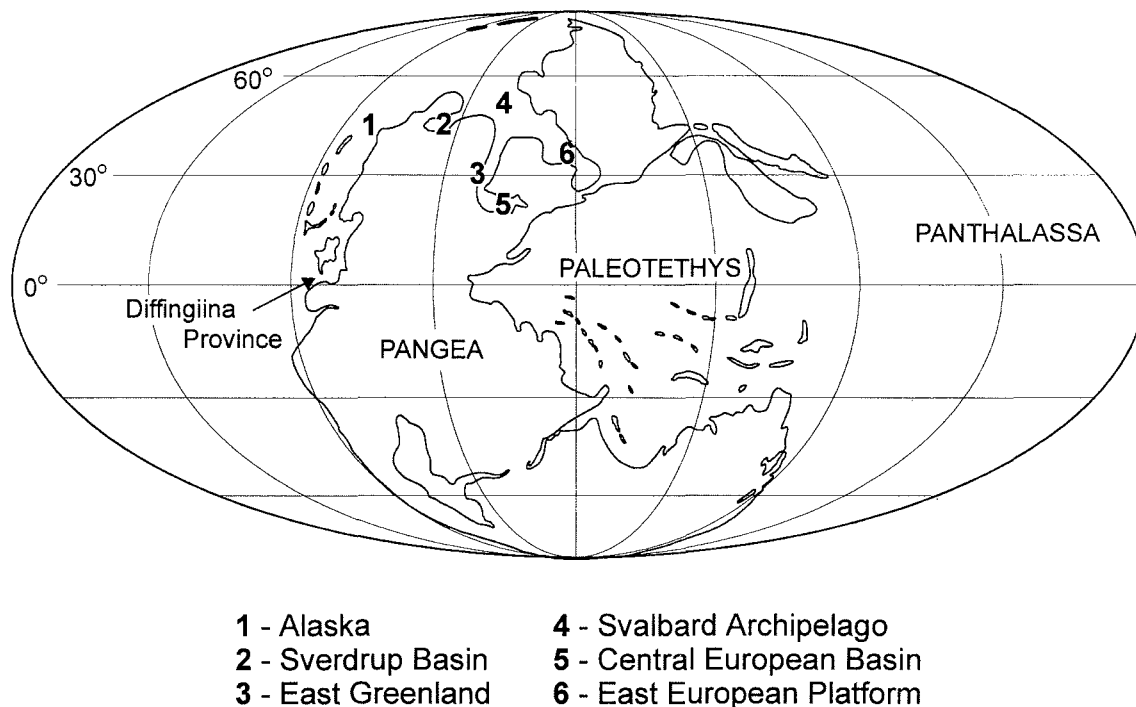 60°
1
4
2
6
30°
3
5
PANTHALASSA
0°
PALEOTETHYS
Diffingiina
Province
PANGEA
1 - Alaska
2 - Sverdrup Basin
3 - East Greenland
4 - Svalbard Archipelago
5 - Central European Basin
6 - East European Platform